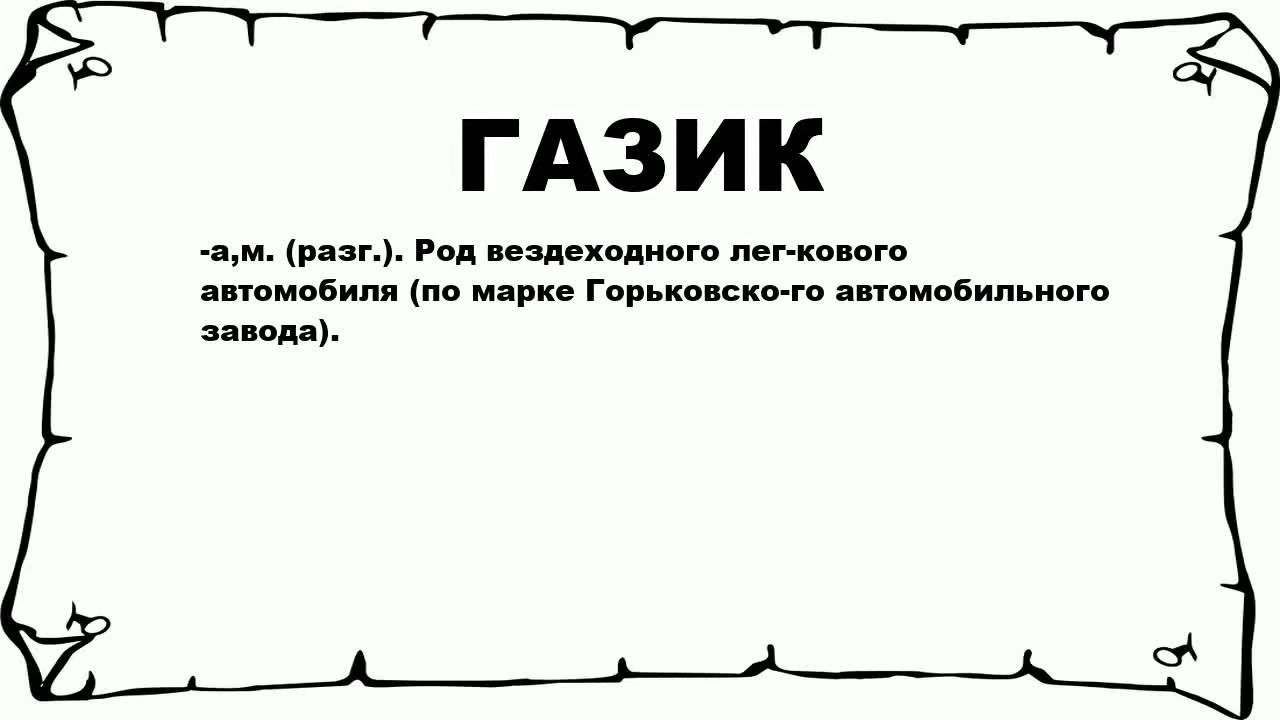 ГАЗИК
-а,м. (разг.). Род вездеходного лег-кового
автомобиля (по марке Горьковско-го автомобильного
завода).